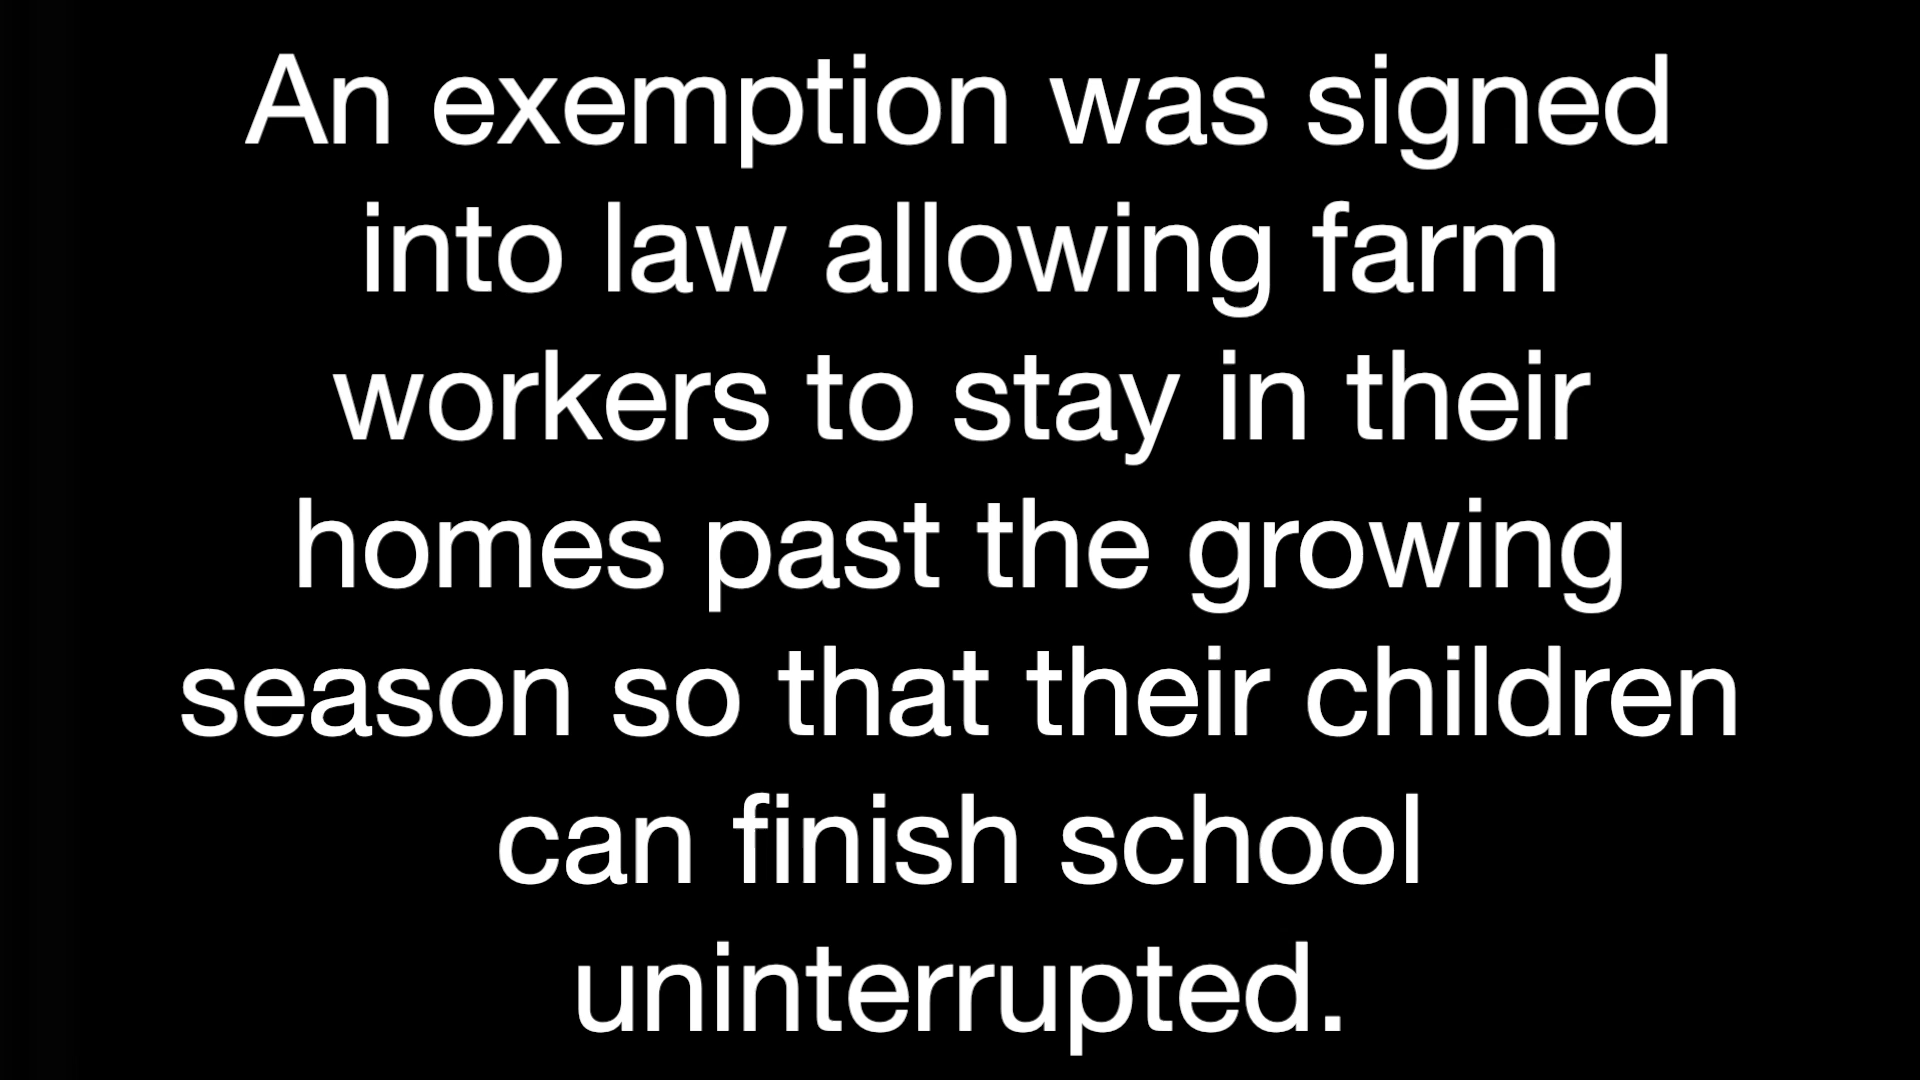 An exemption was signed
into law allowing farm
workers to stay in their
homes past the growing
season so that their children
can finish school
uninterrupted.